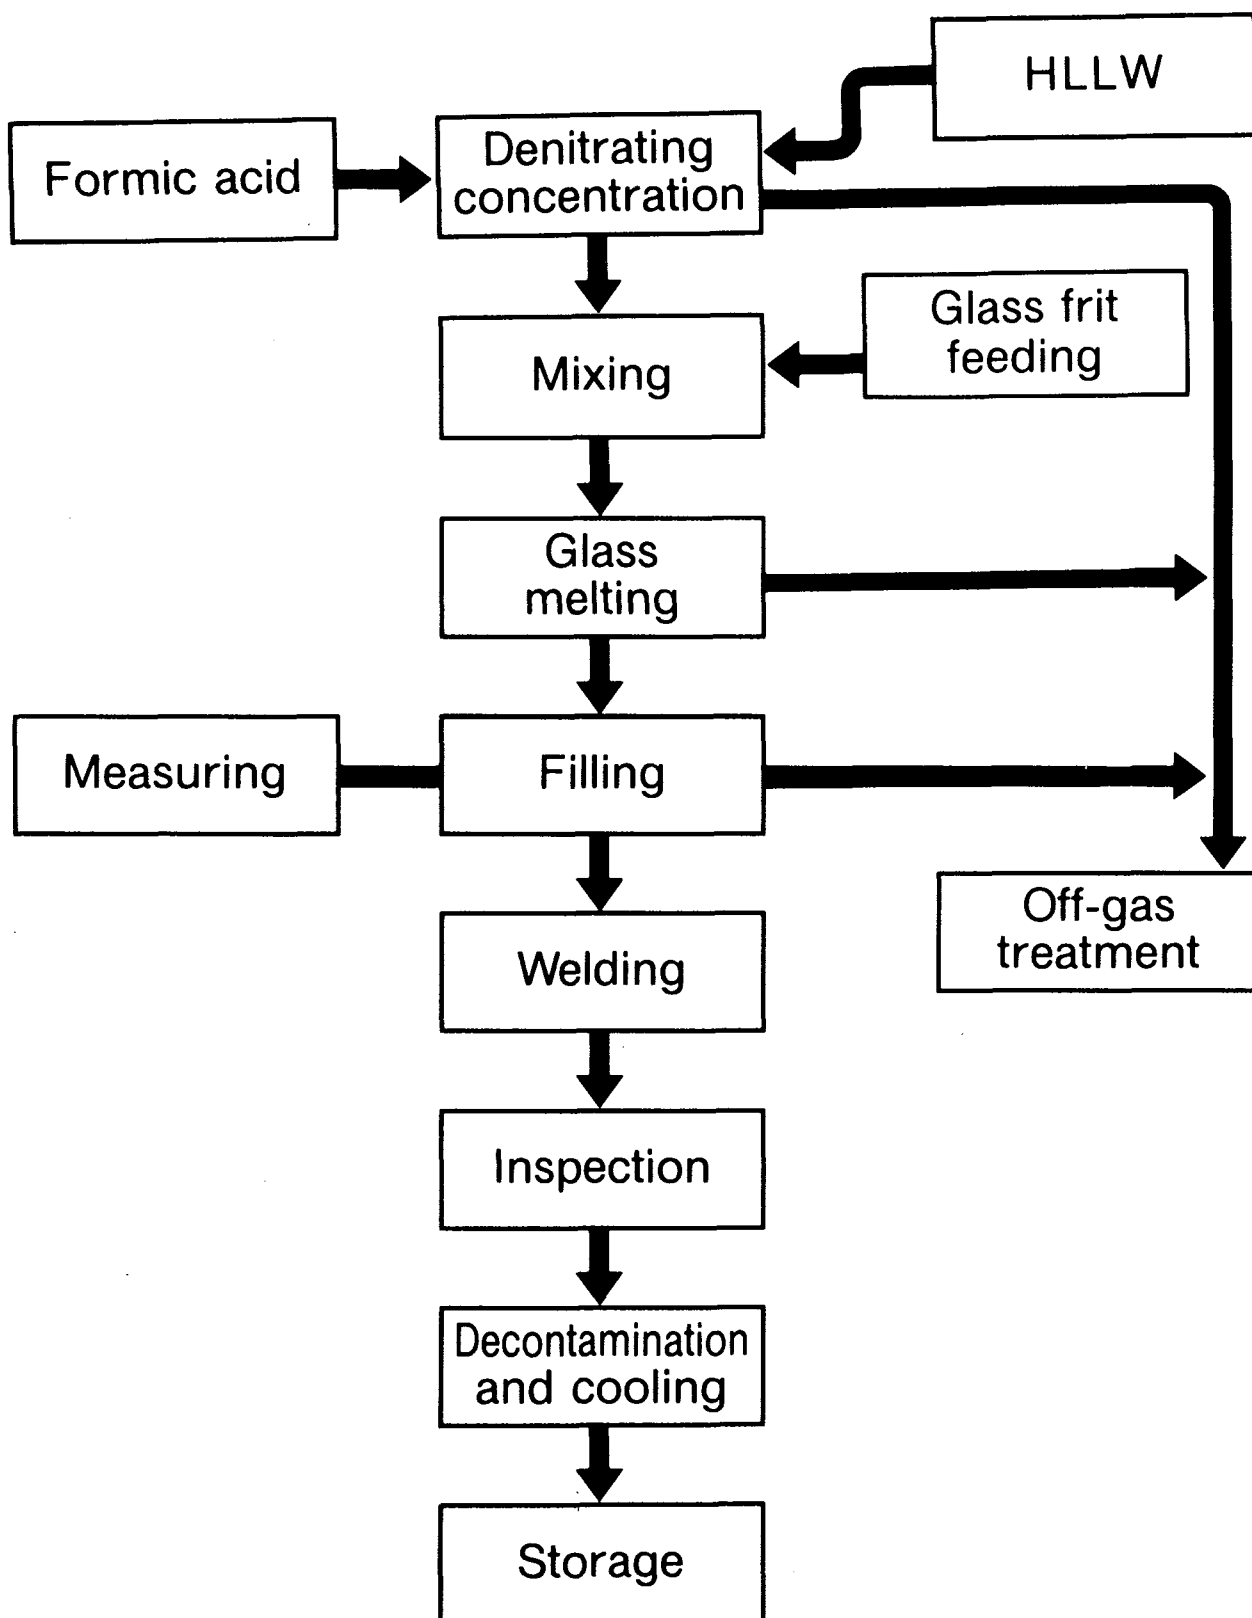 HLLW
Formic acid
Denitrating
concentration
Glass frit
feeding
Mixing
Glass
melting
Measuring
Filling
Off-gas
treatment
Welding
Inspection
Decontamination
and cooling
Storage